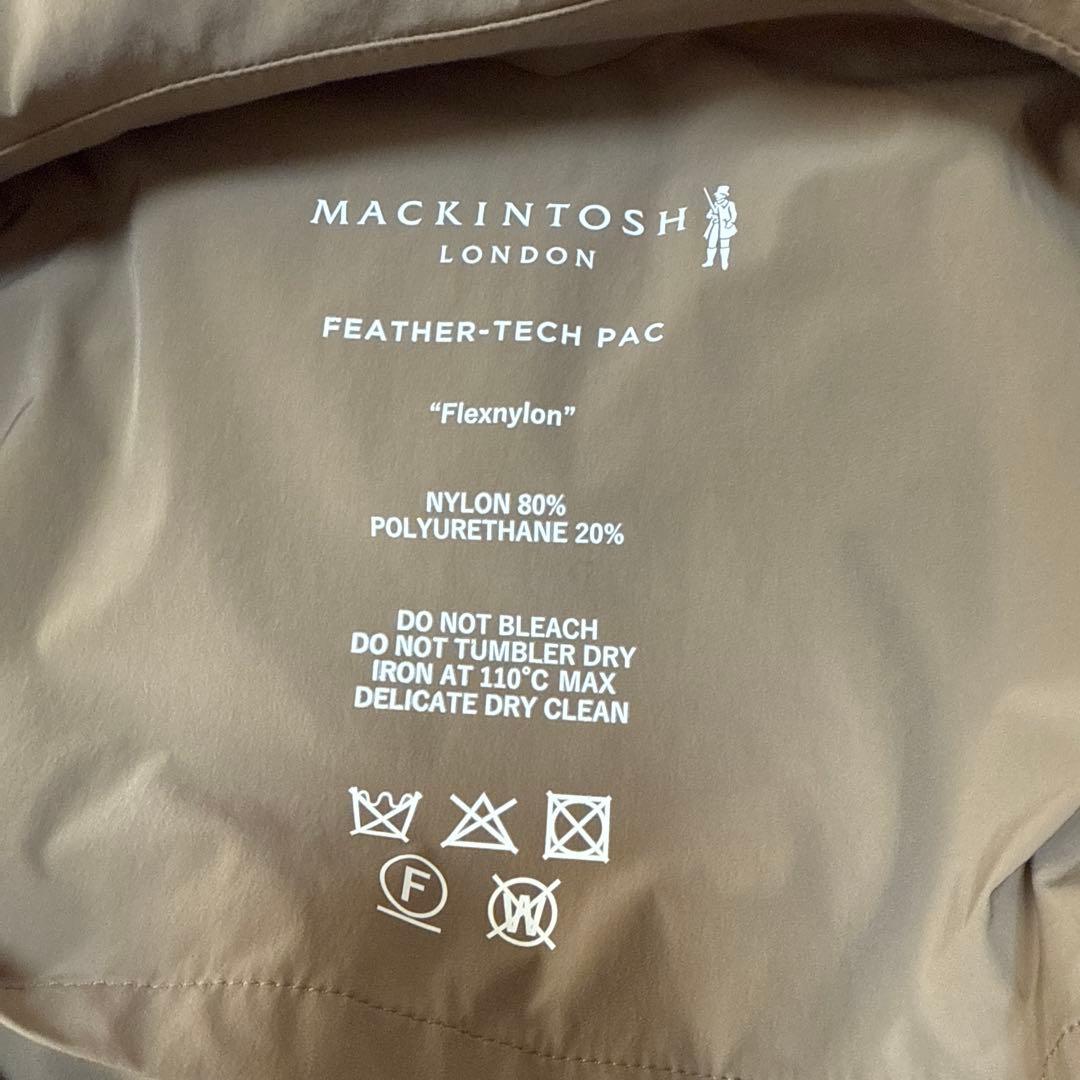 MACKINTOSH
LONDON
FEATHER-TECH PAC
“Flexnylon”
NYLON 80%
POLYURETHANE 20%
DO NOT BLEACH
DO NOT TUMBLER DRY
IRON AT 110°C MAX
DELICATE DRY CLEAN
F
W